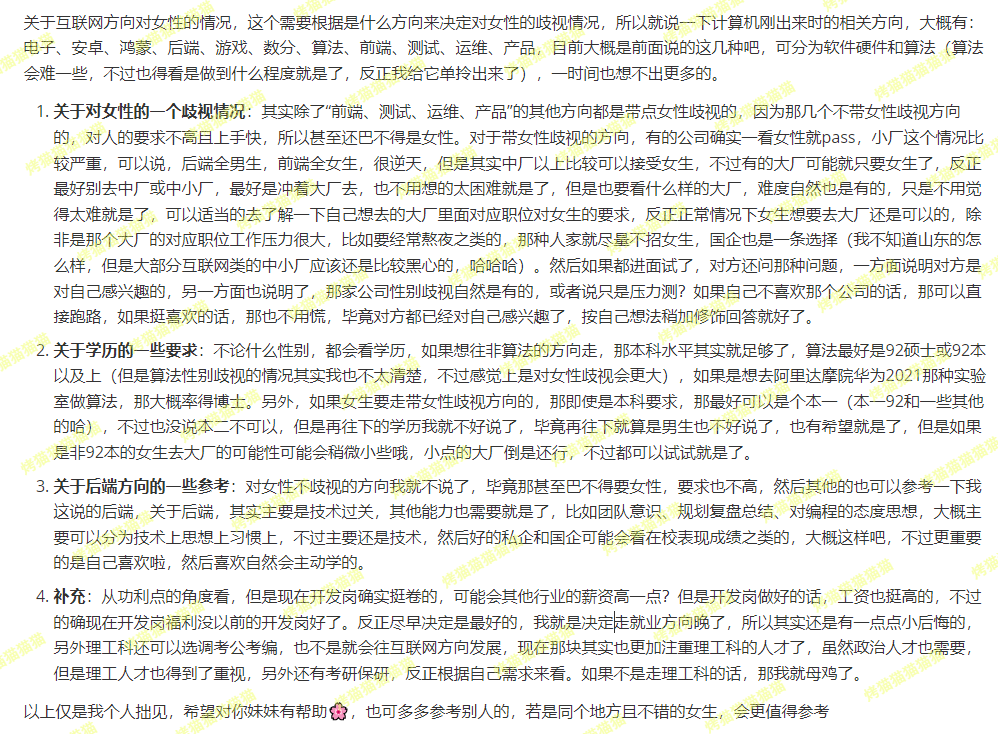 关于互联网方向对女性的情况，这个需要根据是什么方向来决定对女性的歧视情况，所以就说一下计算机刚出来时的相关方向，大概有：
电子、安卓、鸿蒙、后端、游戏、数分、算法、前端、测试、运维、产品，目前大概是前面说的这几种吧，可分为软件硬件和算法（算法
会难一些，不过也得看是做到什么程度就是了，反正我给它单拎出来了），一时间也想不出更多的。
1. 关于对女性的一个歧视情况：其实除了“前端、测试、运维、产品”的其他方向都是带点女性歧视的，因为那几个不带女性歧视方向
的，对人的要求不高且上手快，所以甚至还巴不得是女性。对于带女性歧视的方向，有的公司确实一看女性就pass，小厂这个情况比
较严重，可以说，后端全男生，前端全女生，很逆天，但是其实中厂以上比较可以接受女生，不过有的大厂可能就只要女生了，反正
最好别去中厂或中小厂，最好是冲着大厂去，也不用想的太困难就是了，但是也要看什么样的大厂，难度自然也是有的，只是不用觉
得太难就是了，可以适当的去了解一下自己想去的大厂里面对应职位对女生的要求，反正正常情况下女生想要去大厂还是可以的，除
非是那个大厂的对应职位工作压力很大，比如要经常熬夜之类的，那种人家就尽量不招女生，国企也是一条选择（我不知道山东的怎
么样，但是大部分互联网类的中小厂应该还是比较黑心的，哈哈哈）。然后如果都进面试了，对方还问那种问题，一方面说明对方是
对自己感兴趣的，另一方面也说明了，那家公司性别歧视自然是有的，或者说只是压力测？如果自己不喜欢那个公司的话，那可以直
接跑路，如果挺喜欢的话，那也不用慌，毕竟对方都已经对自己感兴趣了，按自己想法稍加修饰回答就好了。
2. 关于学历的一些要求：不论什么性别，都会看学历，如果想往非算法的方向走，那本科水平其实就足够了，算法最好是92硕士或92本
以及上（但是算法性别歧视的情况其实我也不太清楚，不过感觉上是对女性歧视会更大），如果是想去阿里达摩院华为2021那种实验
室做算法，那大概率得博士。另外，如果女生要走带女性歧视方向的，那即使是本科要求，那最好可以是个本一（本一92和一些其他
的哈），不过也没说本二不可以，但是再往下的学历我就不好说了，毕竟再往下就算是男生也不好说了，也有希望就是了，但是如果
是非92本的女生去大厂的可能性可能会稍微小些哦，小点的大厂倒是还行，不过都可以试试就是了。
3. 关于后端方向的一些参考：对女性不歧视的方向我就不说了，毕竟那甚至巴不得要女性，要求也不高，然后其他的也可以参考一下我
这说的后端，关于后端，其实主要是技术过关，其他能力也需要就是了，比如团队意识、规划复盘总结、对编程的态度思想，大概主
要可以分为技术上思想上习惯上，不过主要还是技术，然后好的私企和国企可能会看在校表现成绩之类的，大概这样吧，不过更重要
的是自己喜欢啦，然后喜欢自然会主动学的。
4. 补充：从功利点的角度看，但是现在开发岗确实挺卷的，可能会其他行业的薪资高一点？但是开发岗做好的话，工资也挺高的，不过
的确现在开发岗福利没以前的开发岗好了。反正尽早决定是最好的，我就是决定走就业方向晚了，所以其实还是有一点点小后悔的，
另外理工科还可以选调考公考编，也不是就会往互联网方向发展，现在那块其实也更加注重理工科的人才了，虽然政治人才也需要，
但是理工人才也得到了重视，另外还有考研保研，反正根据自己需求来看。如果不是走理工科的话，那我就母鸡了。
以上仅是我个人拙见，希望对你妹妹有帮助🌸，也可多多参考别人的，若是同个地方且不错的女生，会更值得参考